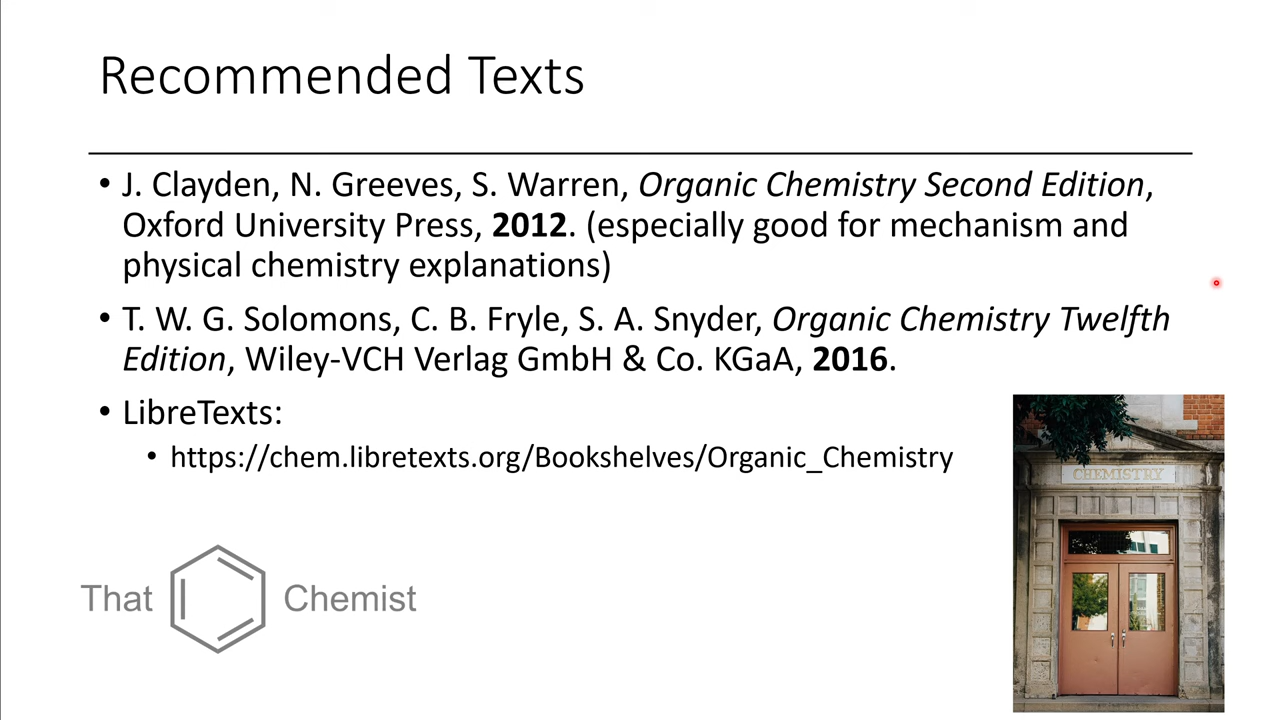 Recommended Texts
• J. Clayden, N. Greeves, S. Warren, Organic Chemistry Second Edition,
Oxford University Press, 2012. (especially good for mechanism and
physical chemistry explanations)
• T. W. G. Solomons, C. B. Fryle, S. A. Snyder, Organic Chemistry Twelfth
Edition, Wiley-VCH Verlag GmbH & Co. KGaA, 2016.
• LibreTexts:
• https://chem.libretexts.org/Bookshelves/Organic_Chemistry
CHEMISTRY
That Chemist